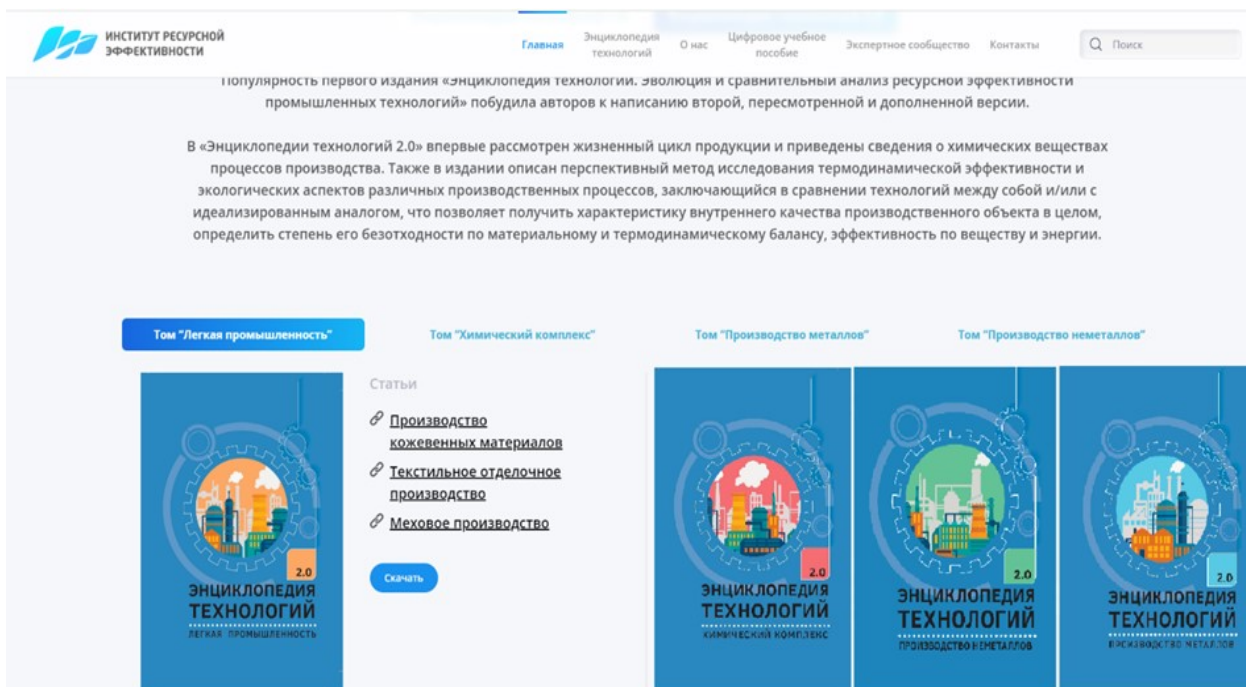 ИНСТИТУТ РЕСУРСНОЙ
ЭФФЕКТИВНОСТИ
Главная
Энциклопедия
технологий
О нас
Цифровое учебное
пособие
Экспертное сообщество
Контакты
Поиск
Популярность первого издания «Энциклопедия технологий. Эволюция и сравнительный анализ ресурсной эффективности
промышленных технологий» побудила авторов к написанию второй, пересмотренной и дополненной версии.
В «Энциклопедии технологий 2.0» впервые рассмотрен жизненный цикл продукции и приведены сведения о химических веществах
процессов производства. Также в издании описан перспективный метод исследования термодинамической эффективности и
экологических аспектов различных производственных процессов, заключающийся в сравнении технологий между собой и/или с
идеализированным аналогом, что позволяет получить характеристику внутреннего качества производственного объекта в целом,
определить степень его безотходности по материальному и термодинамическому балансу, эффективность по веществу и энергии.
Том "Легкая промышленность"
Том "Химический комплекс"
Том "Производство металлов"
Том "Производство неметаллов"
Статьи
Производство
кожевенных материалов
Текстильное отделочное
производство
Меховое производство
Скачать
2.0
ЭНЦИКЛОПЕДИЯ
ТЕХНОЛОГИЙ
ЛЕГКАЯ ПРОМЫШЛЕННОСТЬ
2.0
ЭНЦИКЛОПЕДИЯ
ТЕХНОЛОГИЙ
ХИМИЧЕСКИЙ КОМПЛЕКС
2.0
ЭНЦИКЛОПЕДИЯ
ТЕХНОЛОГИЙ
ПРОИЗВОДСТВО НЕМЕТАЛЛОВ
2.0
ЭНЦИКЛОПЕДИЯ
ТЕХНОЛОГИЙ
ПРОИЗВОДСТВО МЕТАЛЛОВ